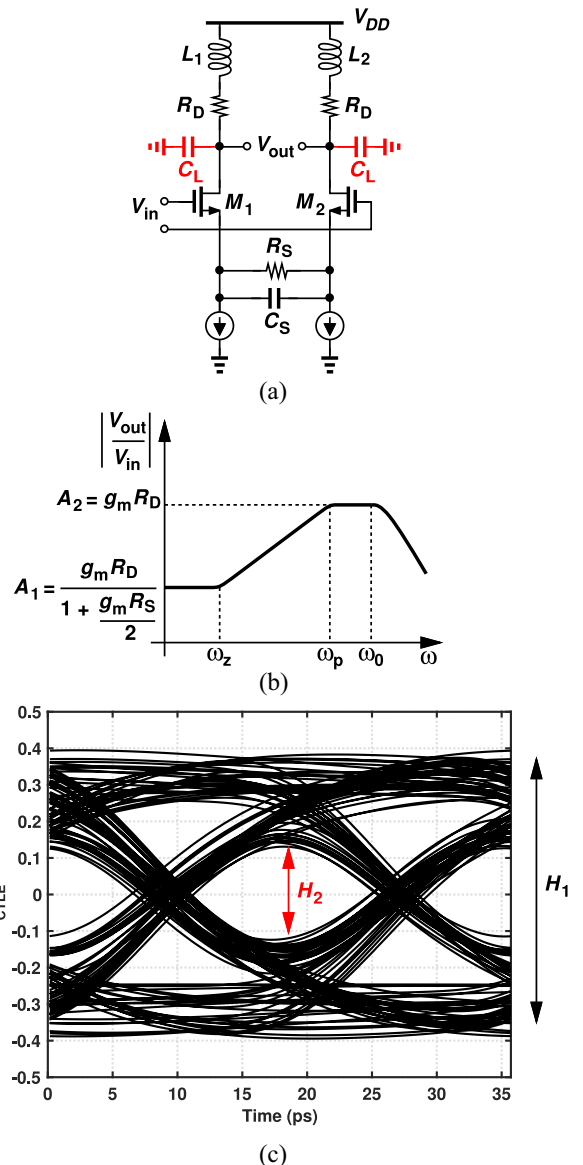 V_DD
L_1 L_2
R_D R_D
V_out
C_L C_L
V_in M_1 M_2
R_S
C_S
(a)
|V_out/V_in|
A_2 = g_m R_D
A_1 = g_m R_D / (1 + g_m R_S / 2)
ω_z ω_p ω_0 ω
(b)
0.5
0.4
0.3
0.2
0.1
0
-0.1
-0.2
-0.3
-0.4
-0.5
CTLE
H_2
H_1
0 5 10 15 20 25 30 35
Time (ps)
(c)